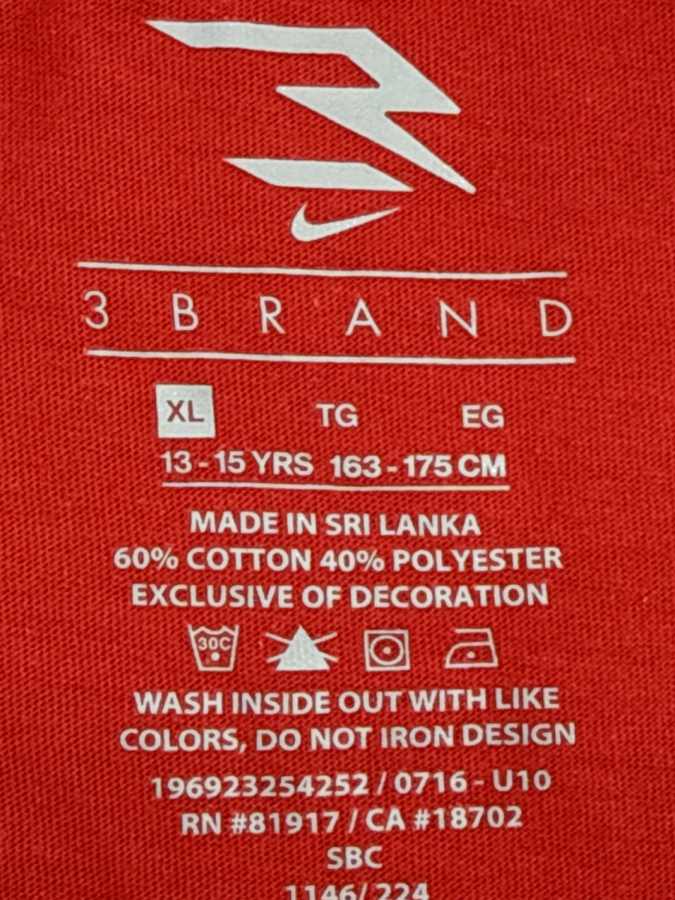 3 BRAND
XL TG EG
13-15 YRS 163-175 CM
MADE IN SRI LANKA
60% COTTON 40% POLYESTER
EXCLUSIVE OF DECORATION
30C
WASH INSIDE OUT WITH LIKE
COLORS, DO NOT IRON DESIGN
196923254252 / 0716 - U10
RN #81917 / CA #18702
SBC
1146/224